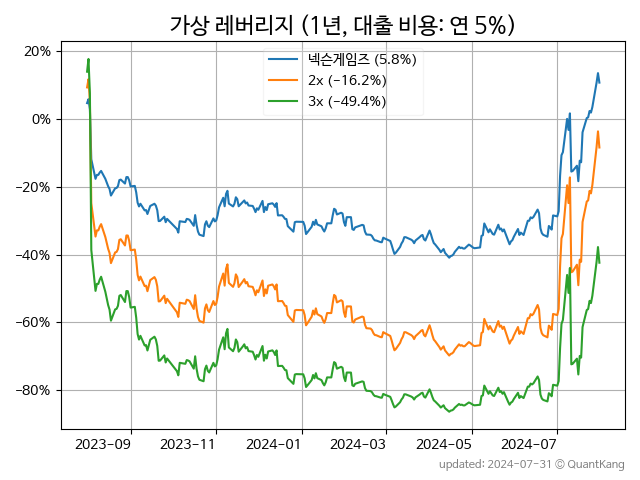 가상 레버리지 (1년, 대출 비용: 연 5%)
넥슨게임즈 (5.8%)
2x (-16.2%)
3x (-49.4%)
20%
0%
-20%
-40%
-60%
-80%
2023-09 2023-11 2024-01 2024-03 2024-05 2024-07
updated: 2024-07-31 © QuantKang